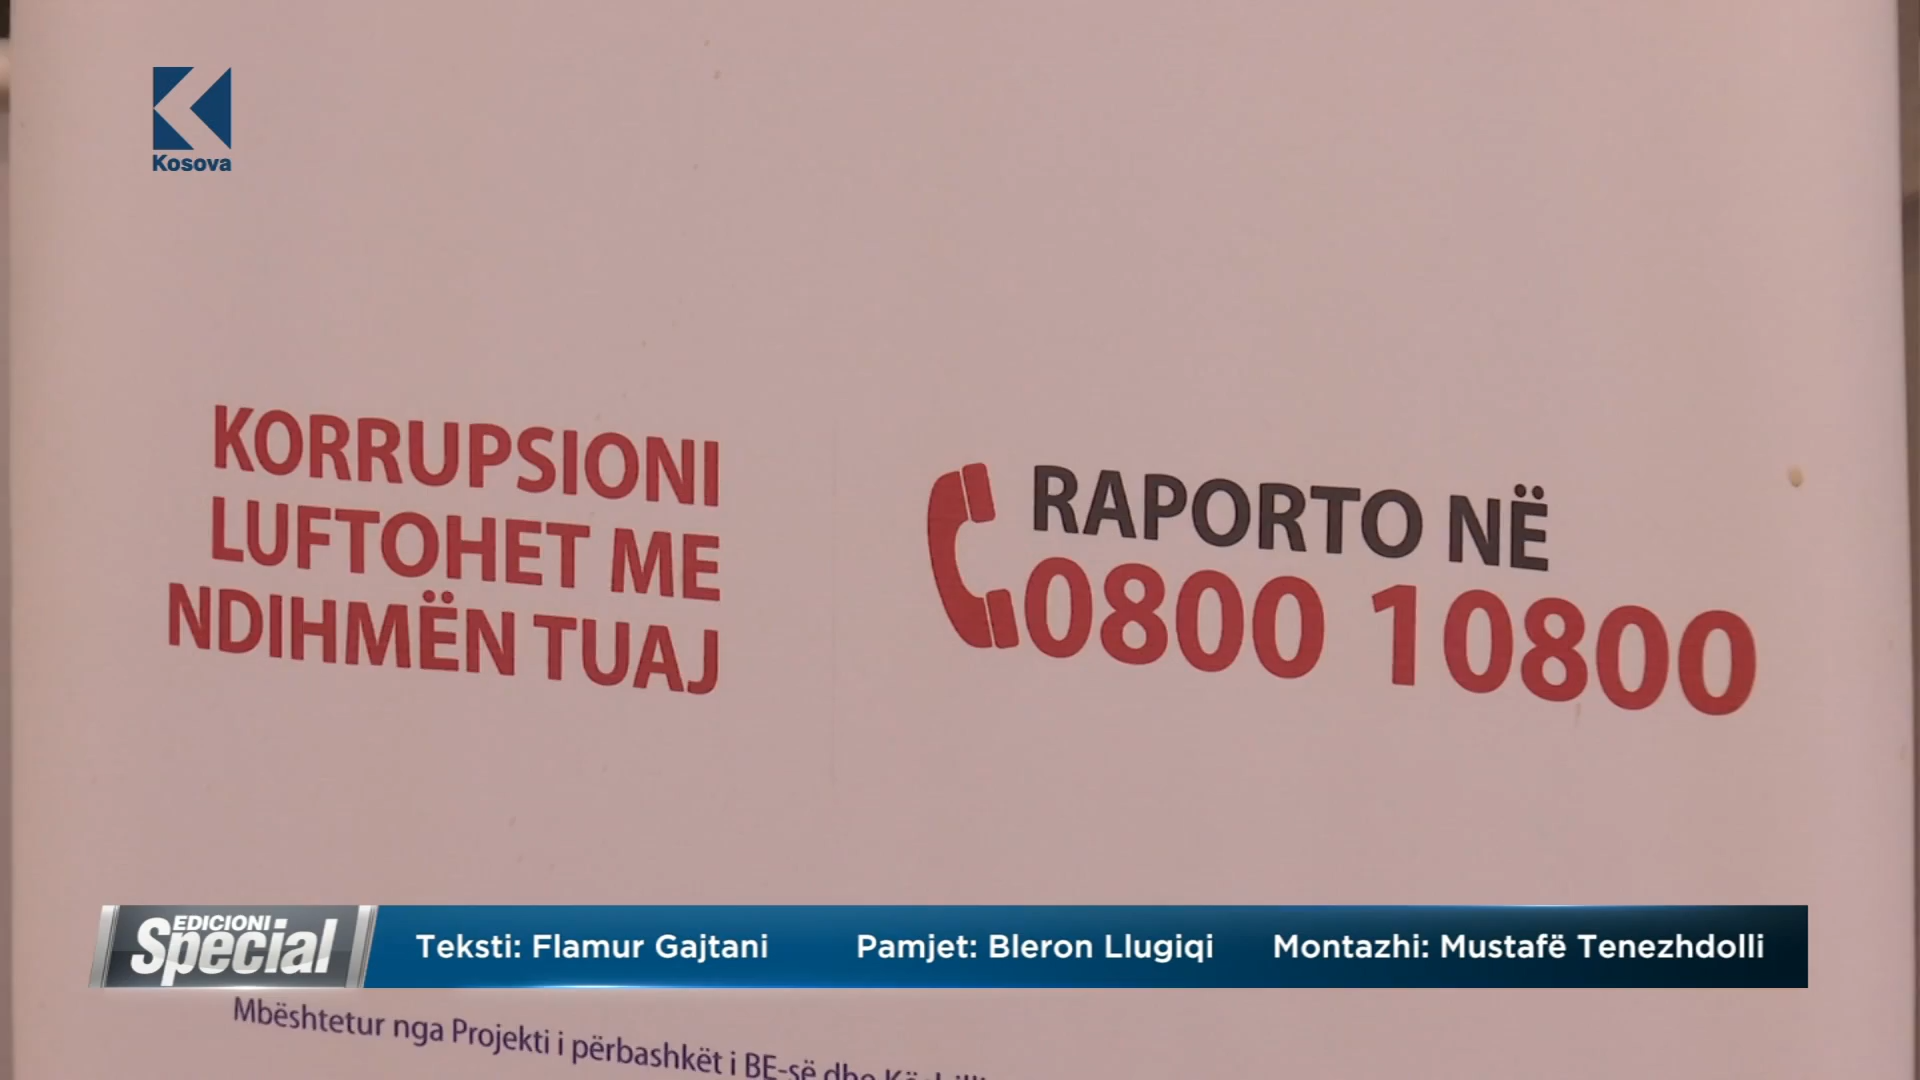 Kosova
KORRUPSIONI
LUFTOHET ME
NDIHMËN TUAJ
RAPORTO NË
0800 10800
EDICIONI
Special
Teksti: Flamur Gajtani Pamjet: Bleron Llugiqi Montazhi: Mustafë Tenezhdolli
Mbështetur nga Projekti i përbashkët i BE-së dhe